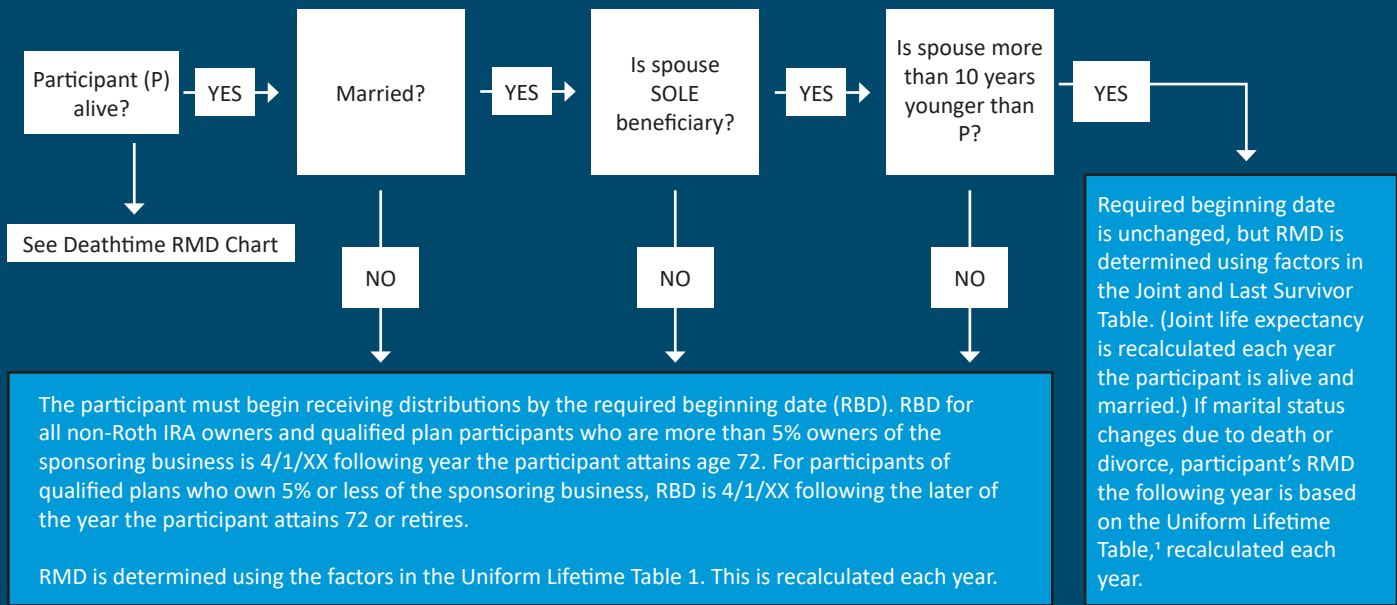 Participant (P)
alive?
YES
Married?
YES
Is spouse
SOLE
beneficiary?
YES
Is spouse more
than 10 years
younger than
P?
YES
See Deathtime RMD Chart
NO
NO
NO
The participant must begin receiving distributions by the required beginning date (RBD). RBD for
all non-Roth IRA owners and qualified plan participants who are more than 5% owners of the
sponsoring business is 4/1/XX following year the participant attains age 72. For participants of
qualified plans who own 5% or less of the sponsoring business, RBD is 4/1/XX following the later of
the year the participant attains 72 or retires.
RMD is determined using the factors in the Uniform Lifetime Table 1. This is recalculated each year.
Required beginning date
is unchanged, but RMD is
determined using factors in
the Joint and Last Survivor
Table. (Joint life expectancy
is recalculated each year
the participant is alive and
married.) If marital status
changes due to death or
divorce, participant’s RMD
the following year is based
on the Uniform Lifetime
Table,¹ recalculated each
year.